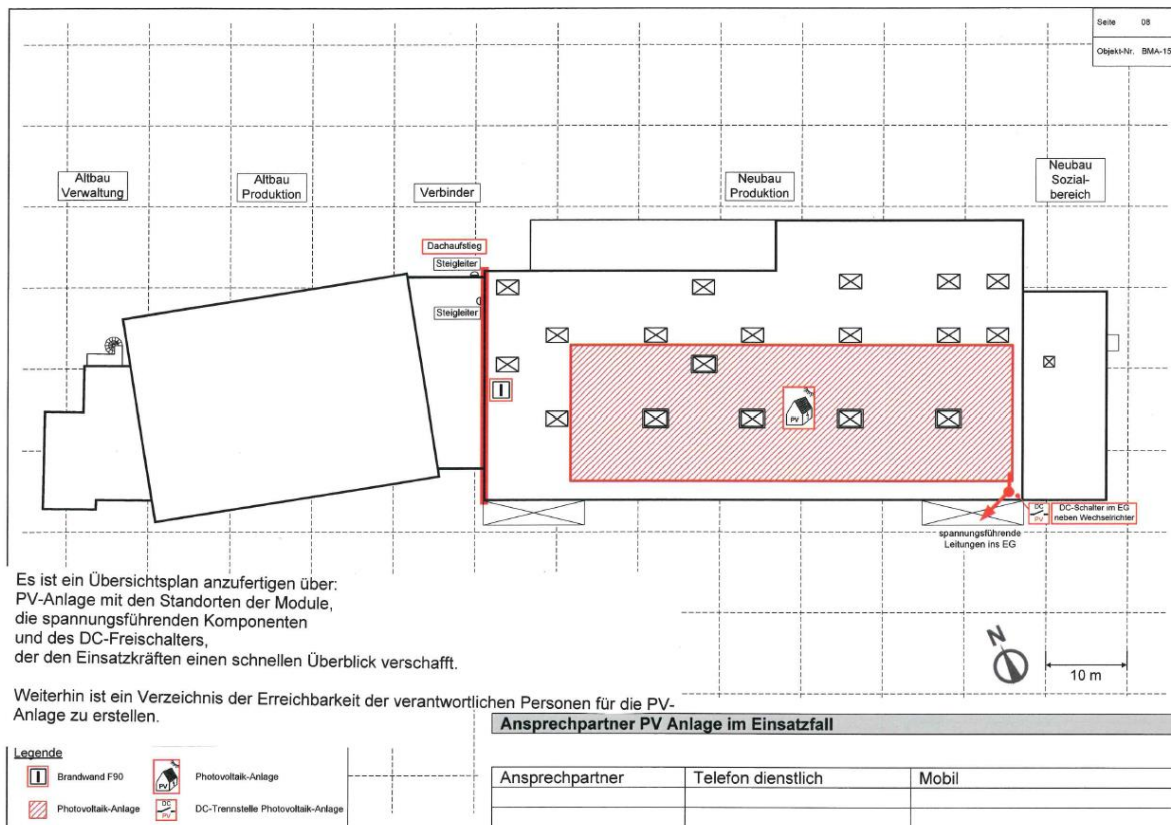 Seite 08
Objekt-Nr. BMA-15
Altbau
Verwaltung
Altbau
Produktion
Verbinder
Neubau
Produktion
Neubau
Sozial-
bereich
Dachaufstieg
Steigleiter
Steigleiter
PV
DC
PV
DC-Schalter im EG
neben Wechselrichter
spannungsführende
Leitungen ins EG
Es ist ein Übersichtsplan anzufertigen über:
PV-Anlage mit den Standorten der Module,
die spannungsführenden Komponenten
und des DC-Freischalters,
der den Einsatzkräften einen schnellen Überblick verschafft.
N
10 m
Weiterhin ist ein Verzeichnis der Erreichbarkeit der verantwortlichen Personen für die PV-
Anlage zu erstellen.
Ansprechpartner PV Anlage im Einsatzfall
Ansprechpartner Telefon dienstlich Mobil
Legende
Brandwand F90
PV
Photovoltaik-Anlage
Photovoltaik-Anlage
DC
PV
DC-Trennstelle Photovoltaik-Anlage